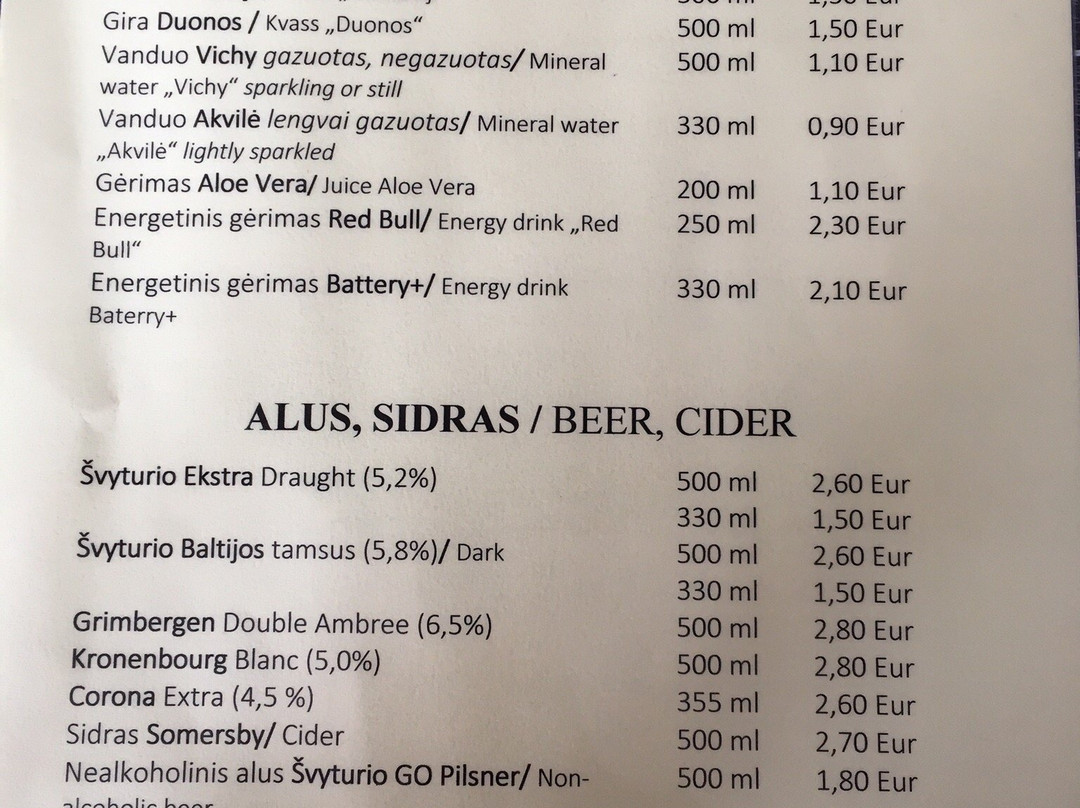 Gira Duonos / Kvass „Duonos“ 500 ml 1,50 Eur
Vanduo Vichy gazuotas, negazuotas/ Mineral 500 ml 1,10 Eur
water „Vichy“ sparkling or still
Vanduo Akvilė lengvai gazuotas/ Mineral water 330 ml 0,90 Eur
„Akvilė“ lightly sparkled
Gėrimas Aloe Vera/ Juice Aloe Vera 200 ml 1,10 Eur
Energetinis gėrimas Red Bull/ Energy drink „Red 250 ml 2,30 Eur
Bull“
Energetinis gėrimas Battery+/ Energy drink 330 ml 2,10 Eur
Baterry+
ALUS, SIDRAS / BEER, CIDER
Švyturio Ekstra Draught (5,2%) 500 ml 2,60 Eur
330 ml 1,50 Eur
Švyturio Baltijos tamsus (5,8%)/ Dark 500 ml 2,60 Eur
330 ml 1,50 Eur
Grimbergen Double Ambree (6,5%) 500 ml 2,80 Eur
Kronenbourg Blanc (5,0%) 500 ml 2,80 Eur
Corona Extra (4,5 %) 355 ml 2,60 Eur
Sidras Somersby/ Cider 500 ml 2,70 Eur
Nealkoholinis alus Švyturio GO Pilsner/ Non- 500 ml 1,80 Eur
alcoholic beer